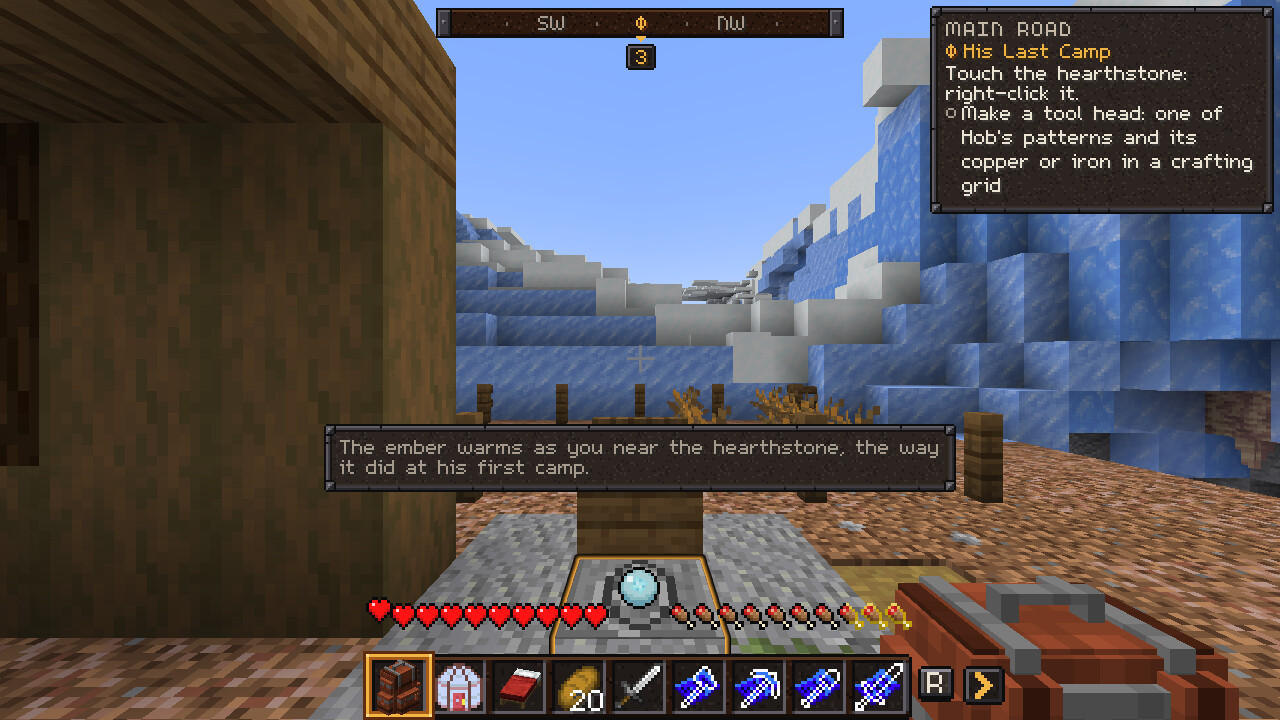 SW
NW
3
MAIN ROAD
His Last Camp
Touch the hearthstone:
right-click it.
Make a tool head: one of
Hob's patterns and its
copper or iron in a crafting
grid
The ember warms as you near the hearthstone, the way
it did at his first camp.
20
R